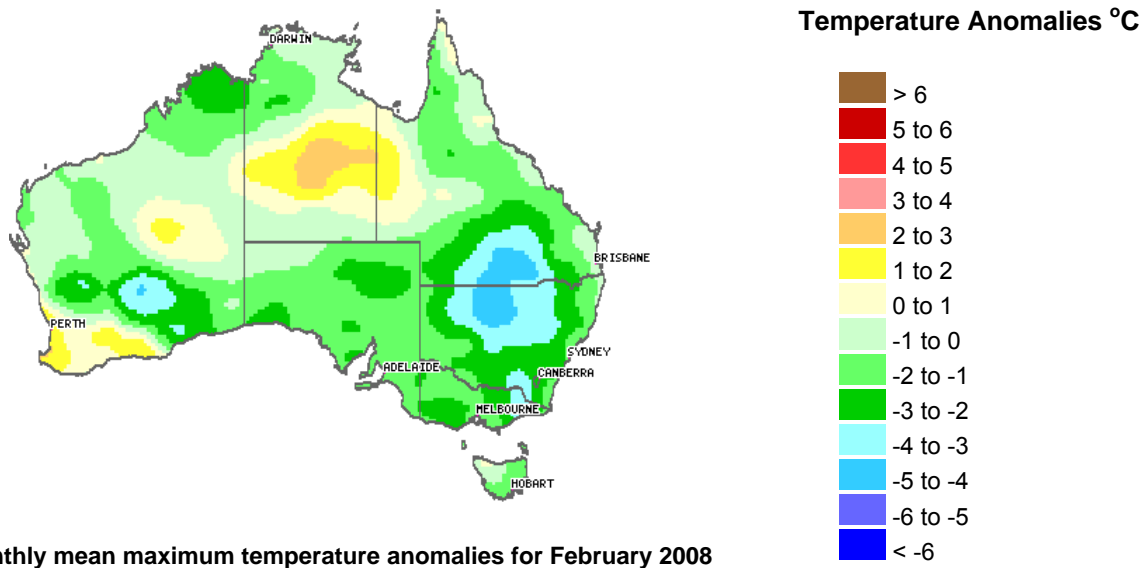 Temperature Anomalies °C
DARWIN
BRISBANE
PERTH
SYDNEY
ADELAIDE
CANBERRA
MELBOURNE
HOBART
> 6
5 to 6
4 to 5
3 to 4
2 to 3
1 to 2
0 to 1
-1 to 0
-2 to -1
-3 to -2
-4 to -3
-5 to -4
-6 to -5
< -6
nthly mean maximum temperature anomalies for February 2008